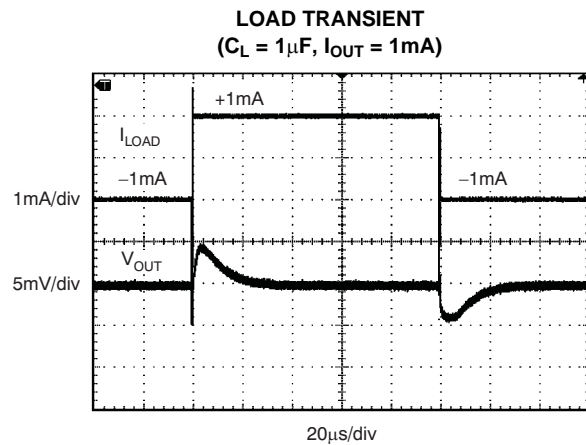 LOAD TRANSIENT
(C_L = 1μF, I_OUT = 1mA)
T
+1mA
I_LOAD
−1mA
−1mA
1mA/div
V_OUT
5mV/div
20μs/div